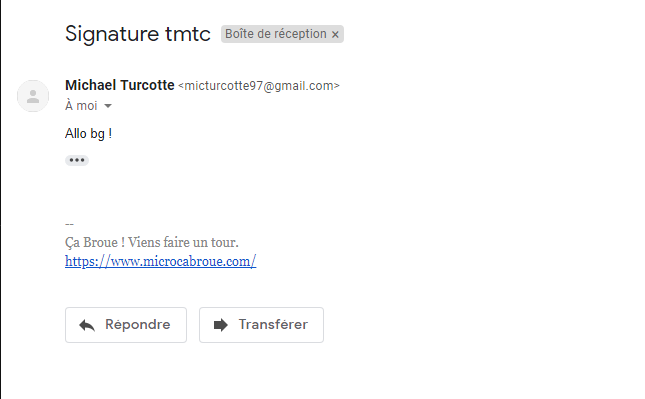 Signature tmtc Boîte de réception ×
Michael Turcotte <micturcotte97@gmail.com>
À moi
Allo bg !
--
Ça Broue ! Viens faire un tour.
https://www.microcabroue.com/
Répondre Transférer